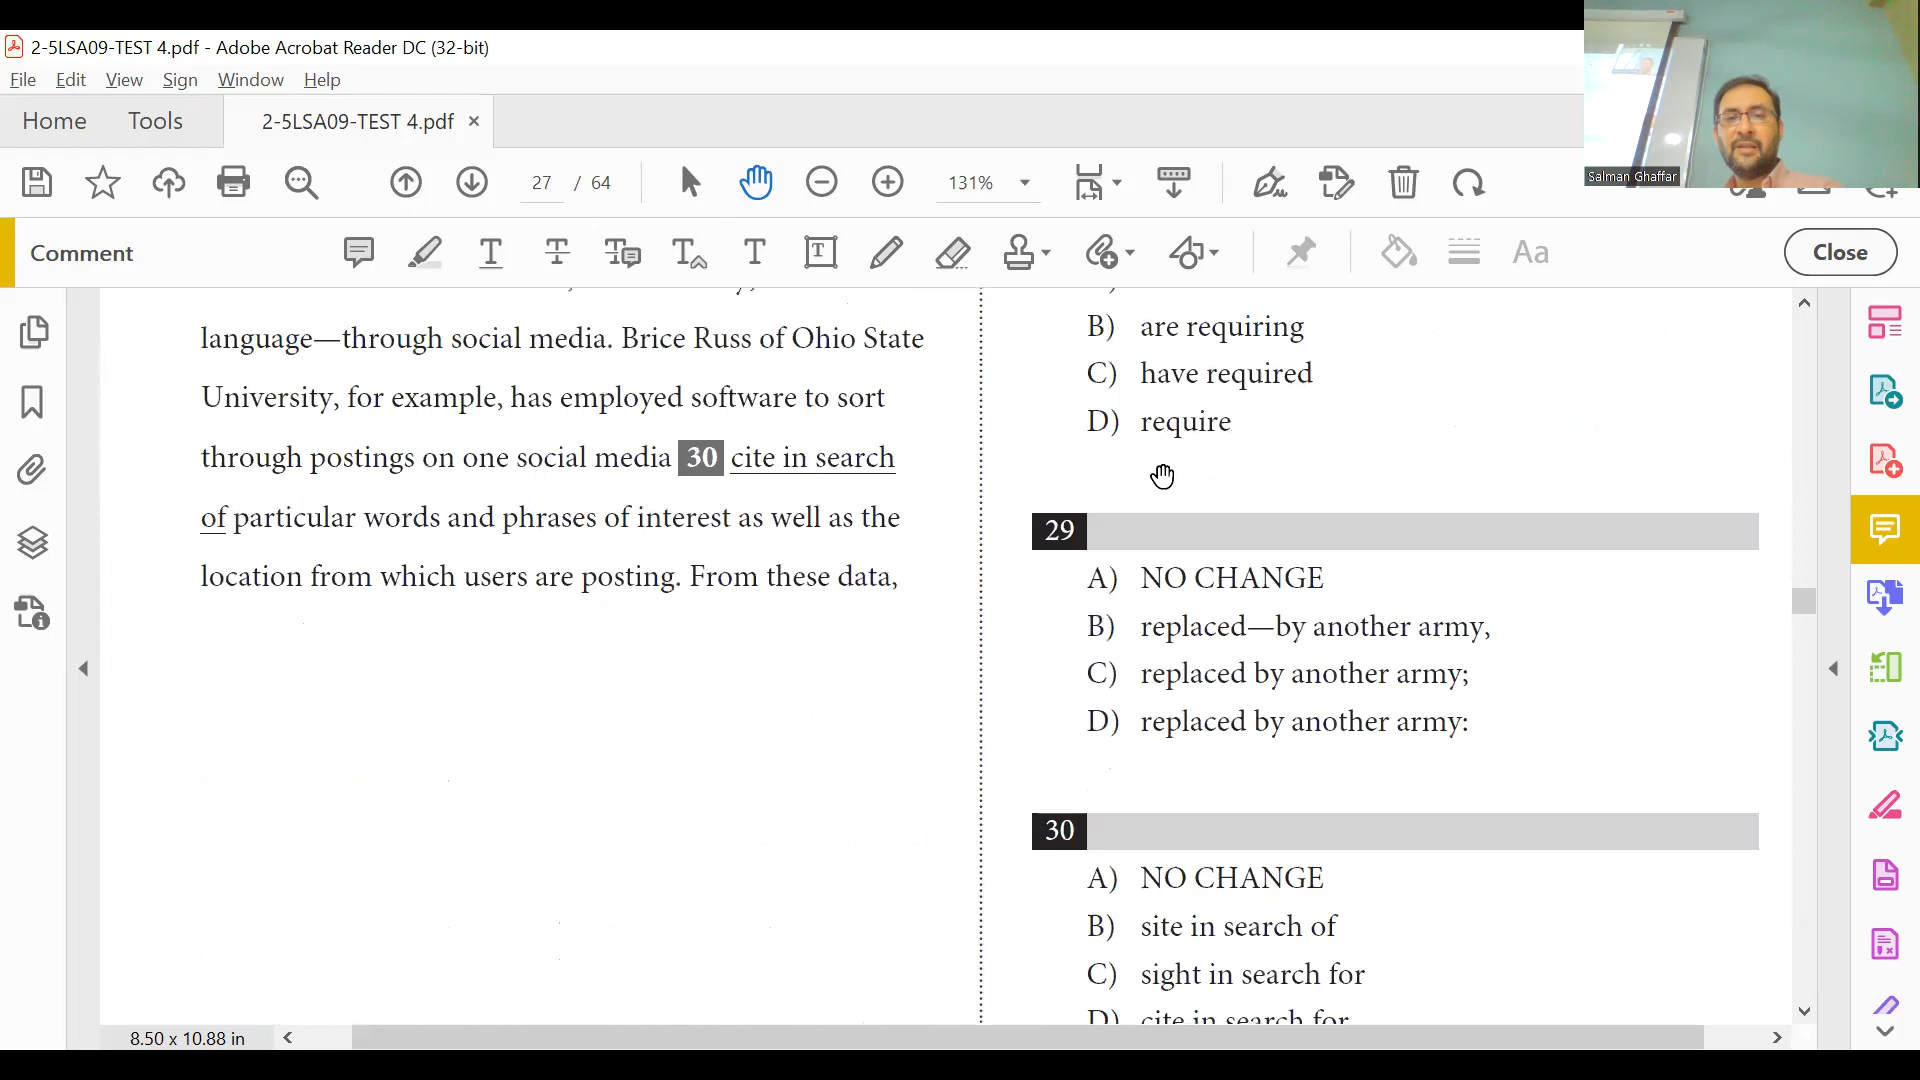 2-5LSA09-TEST 4.pdf - Adobe Acrobat Reader DC (32-bit)
File Edit View Sign Window Help
Home Tools 2-5LSA09-TEST 4.pdf ×
27 / 64 131%
Salman Ghaffar
Comment
Aa
Close
language—through social media. Brice Russ of Ohio State
University, for example, has employed software to sort
through postings on one social media 30 cite in search
of particular words and phrases of interest as well as the
location from which users are posting. From these data,
B) are requiring
C) have required
D) require
29
A) NO CHANGE
B) replaced—by another army,
C) replaced by another army;
D) replaced by another army:
30
A) NO CHANGE
B) site in search of
C) sight in search for
D) cite in search for
8.50 x 10.88 in